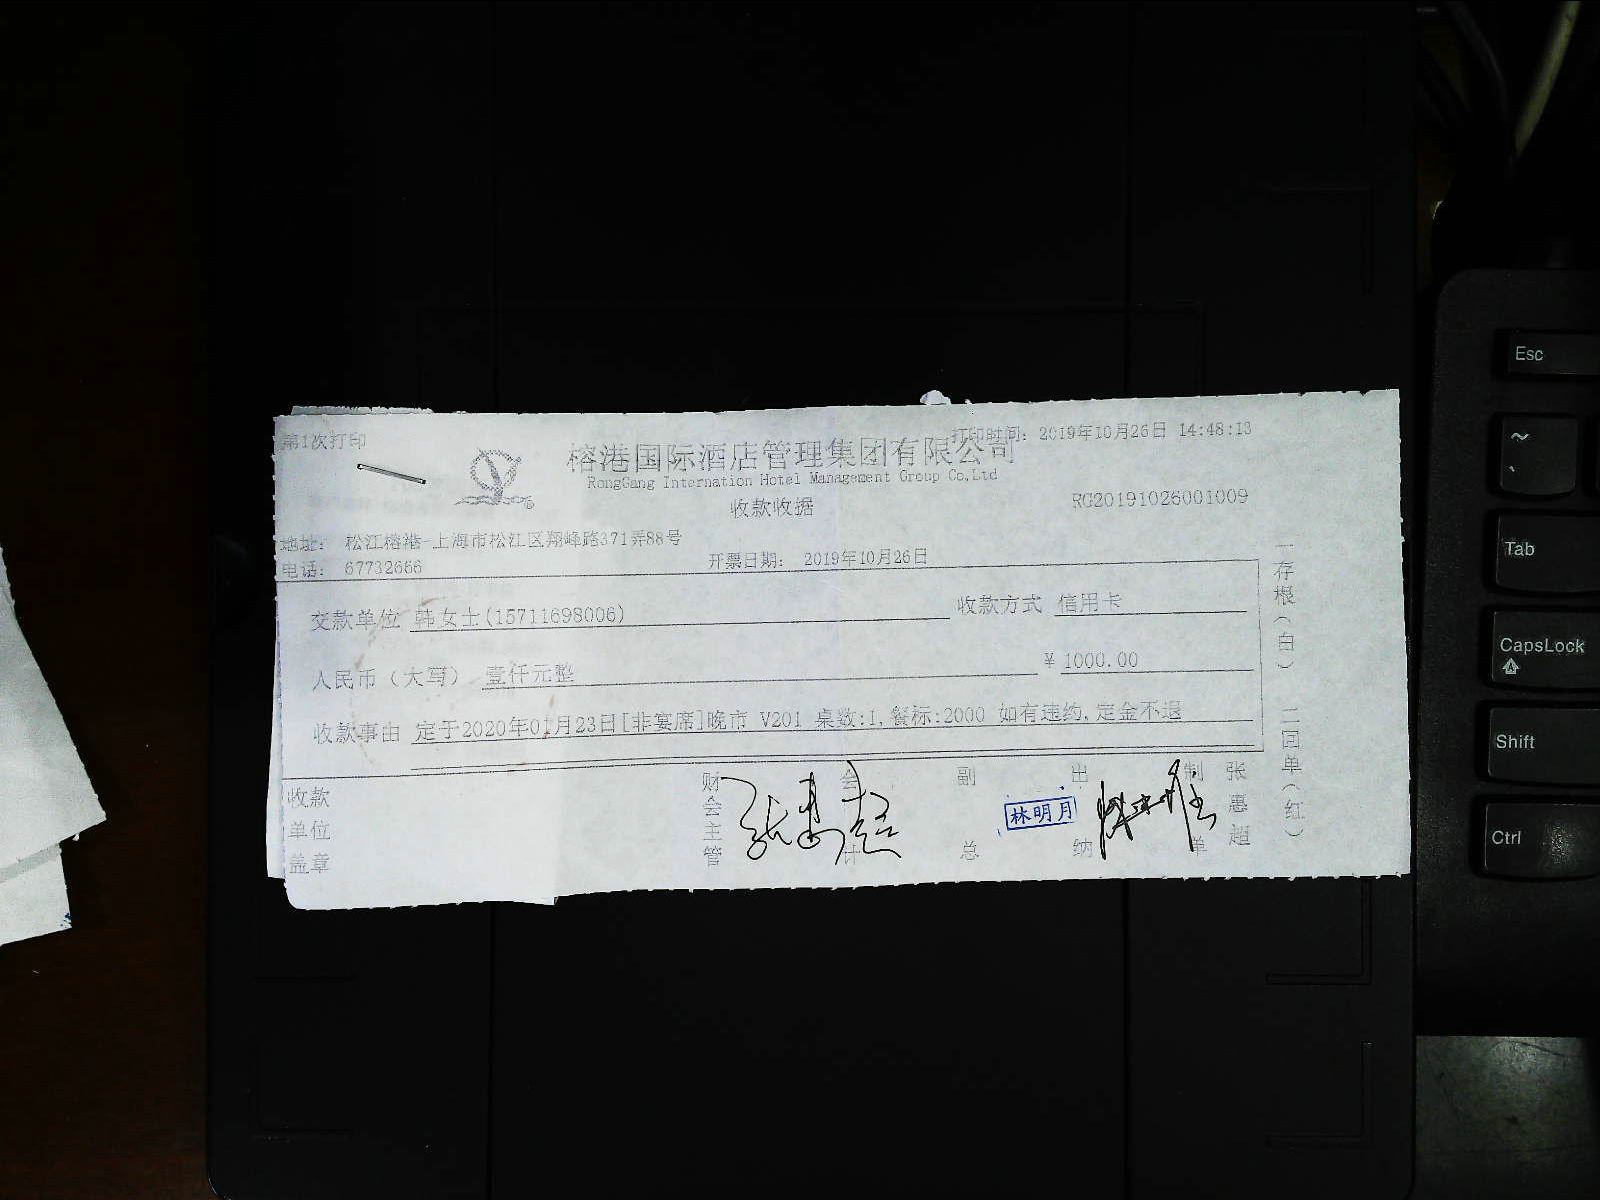 第1次打印
打印时间: 2019年10月26日 14:48:13
榕港国际酒店管理集团有限公司
RongGang Internation Hotel Management Group Co,Ltd
收款收据
RG20191026001009
地址: 松江榕港-上海市松江区翔峰路371弄88号
电话: 67732666
开票日期: 2019年10月26日
交款单位 韩女士(15711698006) 收款方式 信用卡
人民币（大写） 壹仟元整 ¥ 1000.00
收款事由 定于2020年01月23日[非宴席]晚市 V201 桌数:1,餐标:2000 如有违约,定金不退
收款单位盖章
财会主管
会计
副总
出纳
林明月
制单
张惠超
一存根（白） 二回单（红）
Esc
~
Tab
CapsLock
Shift
Ctrl